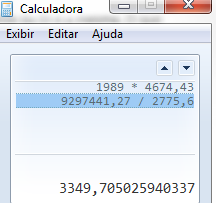 Calculadora
Exibir Editar Ajuda
1989 * 4674,43
9297441,27 / 2775,6
3349,705025940337